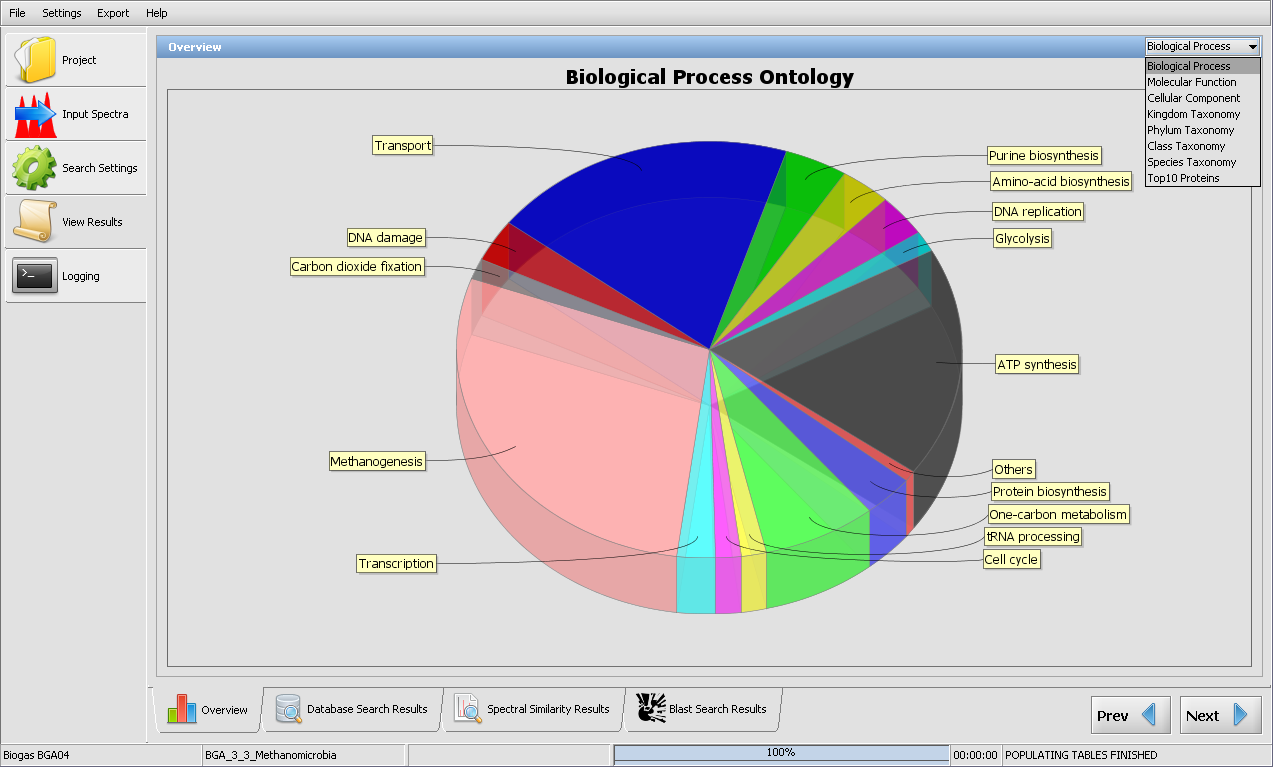 File Settings Export Help
Project
Input Spectra
Search Settings
View Results
Logging
Overview
Biological Process
Biological Process
Molecular Function
Cellular Component
Kingdom Taxonomy
Phylum Taxonomy
Class Taxonomy
Species Taxonomy
Top10 Proteins
Biological Process Ontology
Transport
Purine biosynthesis
Amino-acid biosynthesis
DNA replication
DNA damage
Glycolysis
Carbon dioxide fixation
ATP synthesis
Methanogenesis
Others
Protein biosynthesis
One-carbon metabolism
tRNA processing
Transcription
Cell cycle
Overview
Database Search Results
Spectral Similarity Results
Blast Search Results
Prev
Next
Biogas BGA04
BGA_3_3_Methanomicrobia
100%
00:00:00
POPULATING TABLES FINISHED